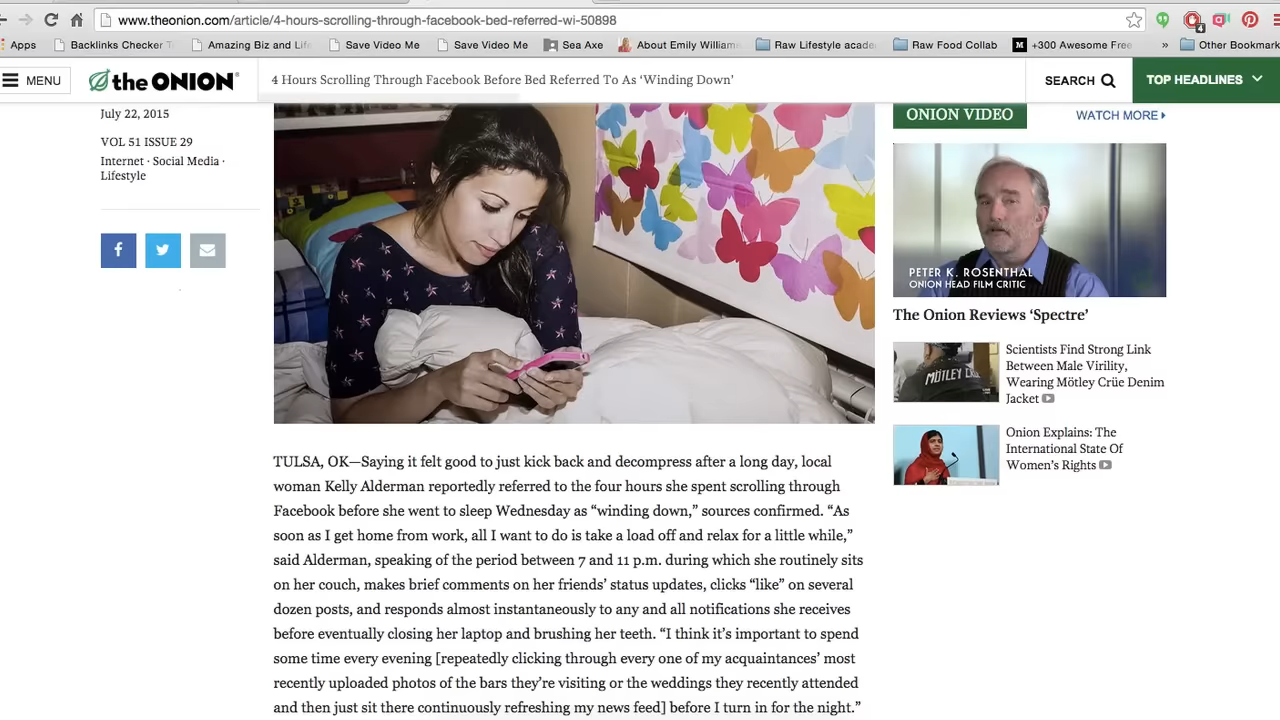 www.theonion.com/article/4-hours-scrolling-through-facebook-bed-referred-wi-50898
4
Apps
Backlinks Checker T
Amazing Biz and Life
Save Video Me
Save Video Me
Sea Axe
About Emily William
Raw Lifestyle acade
Raw Food Collab
M
+300 Awesome Free
»
Other Bookmark
MENU
the ONION®
4 Hours Scrolling Through Facebook Before Bed Referred To As ‘Winding Down’
SEARCH
TOP HEADLINES
July 22, 2015
VOL 51 ISSUE 29
Internet · Social Media ·
Lifestyle
f
TULSA, OK—Saying it felt good to just kick back and decompress after a long day, local
woman Kelly Alderman reportedly referred to the four hours she spent scrolling through
Facebook before she went to sleep Wednesday as “winding down,” sources confirmed. “As
soon as I get home from work, all I want to do is take a load off and relax for a little while,”
said Alderman, speaking of the period between 7 and 11 p.m. during which she routinely sits
on her couch, makes brief comments on her friends’ status updates, clicks “like” on several
dozen posts, and responds almost instantaneously to any and all notifications she receives
before eventually closing her laptop and brushing her teeth. “I think it’s important to spend
some time every evening [repeatedly clicking through every one of my acquaintances’ most
recently uploaded photos of the bars they’re visiting or the weddings they recently attended
and then just sit there continuously refreshing my news feed] before I turn in for the night.”
ONION VIDEO
WATCH MORE
PETER K. ROSENTHAL
ONION HEAD FILM CRITIC
The Onion Reviews ‘Spectre’
MÖTLEY CRÜE
Scientists Find Strong Link
Between Male Virility,
Wearing Mötley Crüe Denim
Jacket
Onion Explains: The
International State Of
Women’s Rights